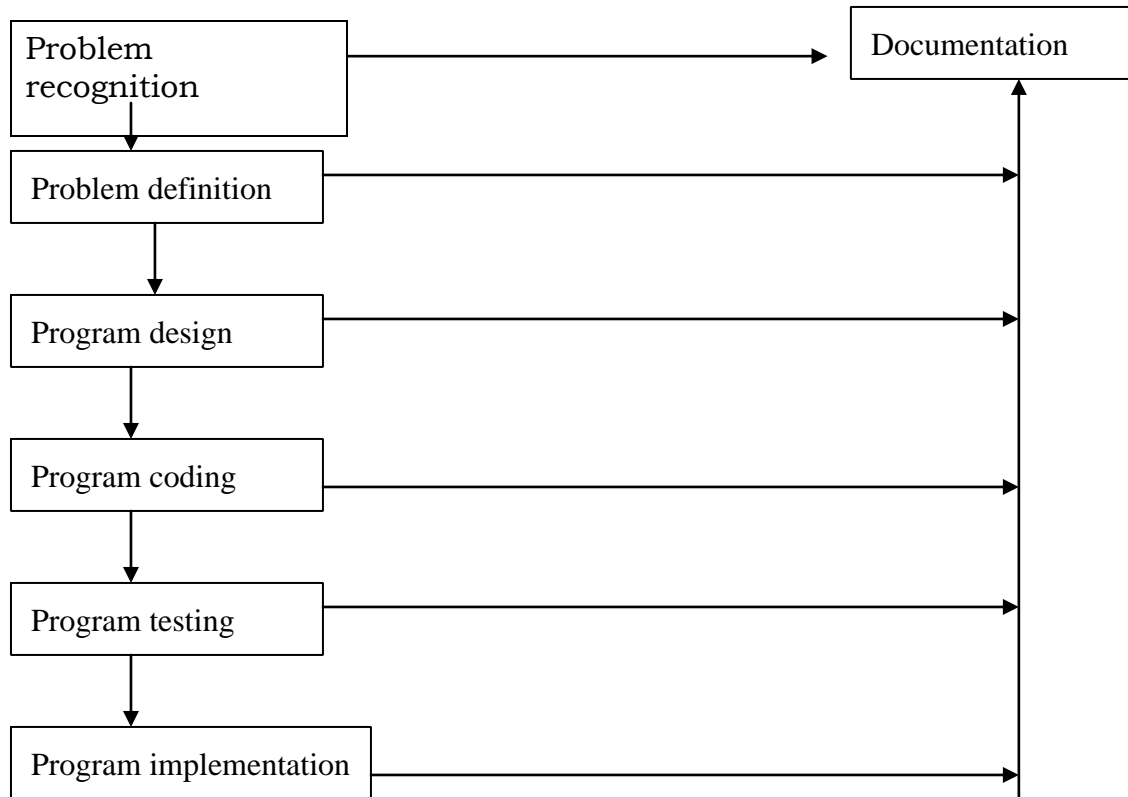 Problem
recognition
Documentation
Problem definition
Program design
Program coding
Program testing
Program implementation